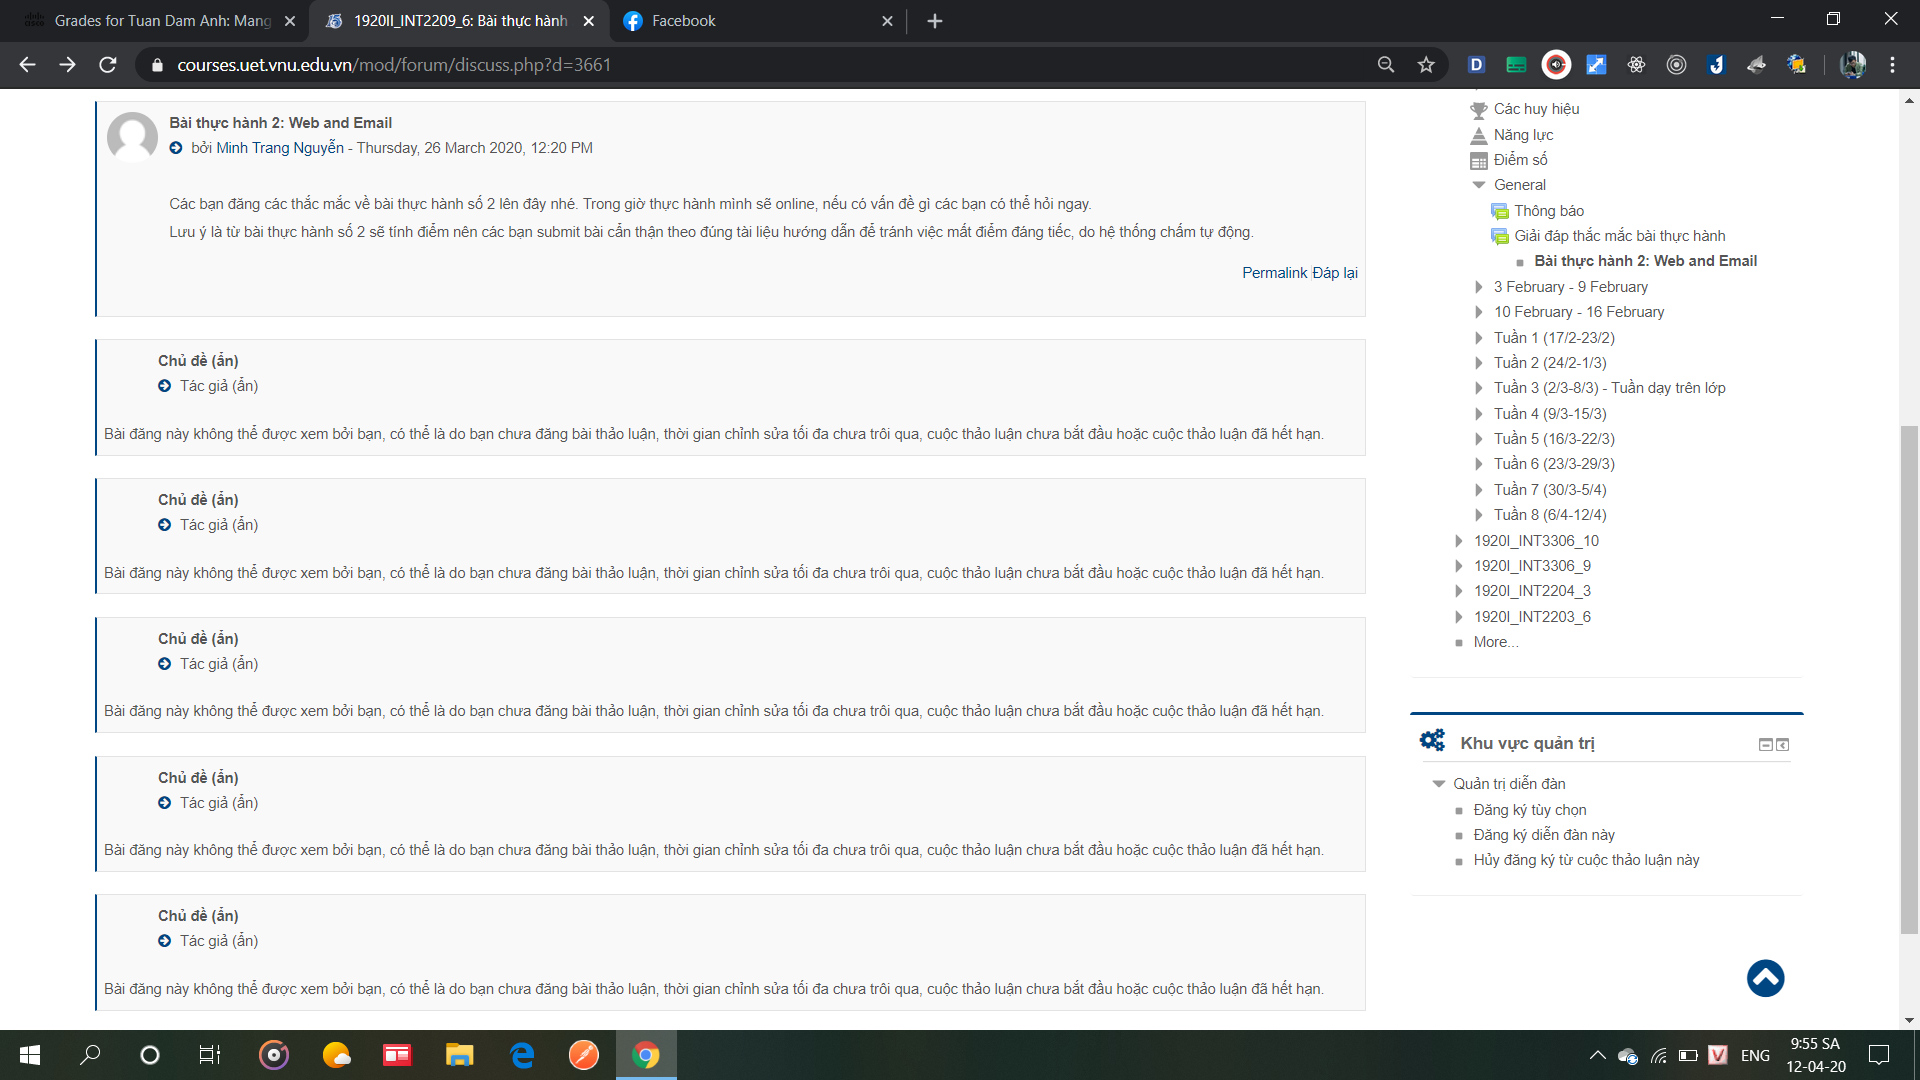 Grades for Tuan Dam Anh: Mang
1920II_INT2209_6: Bài thực hành
Facebook
courses.uet.vnu.edu.vn/mod/forum/discuss.php?d=3661
Bài thực hành 2: Web and Email
bởi Minh Trang Nguyễn - Thursday, 26 March 2020, 12:20 PM
Các bạn đăng các thắc mắc về bài thực hành số 2 lên đây nhé. Trong giờ thực hành mình sẽ online, nếu có vấn đề gì các bạn có thể hỏi ngay.
Lưu ý là từ bài thực hành số 2 sẽ tính điểm nên các bạn submit bài cẩn thận theo đúng tài liệu hướng dẫn để tránh việc mất điểm đáng tiếc, do hệ thống chấm tự động.
Permalink Đáp lại
Chủ đề (ẩn)
Tác giả (ẩn)
Bài đăng này không thể được xem bởi bạn, có thể là do bạn chưa đăng bài thảo luận, thời gian chỉnh sửa tối đa chưa trôi qua, cuộc thảo luận chưa bắt đầu hoặc cuộc thảo luận đã hết hạn.
Chủ đề (ẩn)
Tác giả (ẩn)
Bài đăng này không thể được xem bởi bạn, có thể là do bạn chưa đăng bài thảo luận, thời gian chỉnh sửa tối đa chưa trôi qua, cuộc thảo luận chưa bắt đầu hoặc cuộc thảo luận đã hết hạn.
Chủ đề (ẩn)
Tác giả (ẩn)
Bài đăng này không thể được xem bởi bạn, có thể là do bạn chưa đăng bài thảo luận, thời gian chỉnh sửa tối đa chưa trôi qua, cuộc thảo luận chưa bắt đầu hoặc cuộc thảo luận đã hết hạn.
Chủ đề (ẩn)
Tác giả (ẩn)
Bài đăng này không thể được xem bởi bạn, có thể là do bạn chưa đăng bài thảo luận, thời gian chỉnh sửa tối đa chưa trôi qua, cuộc thảo luận chưa bắt đầu hoặc cuộc thảo luận đã hết hạn.
Chủ đề (ẩn)
Tác giả (ẩn)
Bài đăng này không thể được xem bởi bạn, có thể là do bạn chưa đăng bài thảo luận, thời gian chỉnh sửa tối đa chưa trôi qua, cuộc thảo luận chưa bắt đầu hoặc cuộc thảo luận đã hết hạn.
Các huy hiệu
Năng lực
Điểm số
General
Thông báo
Giải đáp thắc mắc bài thực hành
Bài thực hành 2: Web and Email
3 February - 9 February
10 February - 16 February
Tuần 1 (17/2-23/2)
Tuần 2 (24/2-1/3)
Tuần 3 (2/3-8/3) - Tuần dạy trên lớp
Tuần 4 (9/3-15/3)
Tuần 5 (16/3-22/3)
Tuần 6 (23/3-29/3)
Tuần 7 (30/3-5/4)
Tuần 8 (6/4-12/4)
1920I_INT3306_10
1920I_INT3306_9
1920I_INT2204_3
1920I_INT2203_6
More...
Khu vực quản trị
Quản trị diễn đàn
Đăng ký tùy chọn
Đăng ký diễn đàn này
Hủy đăng ký từ cuộc thảo luận này
ENG
9:55 SA
12-04-20